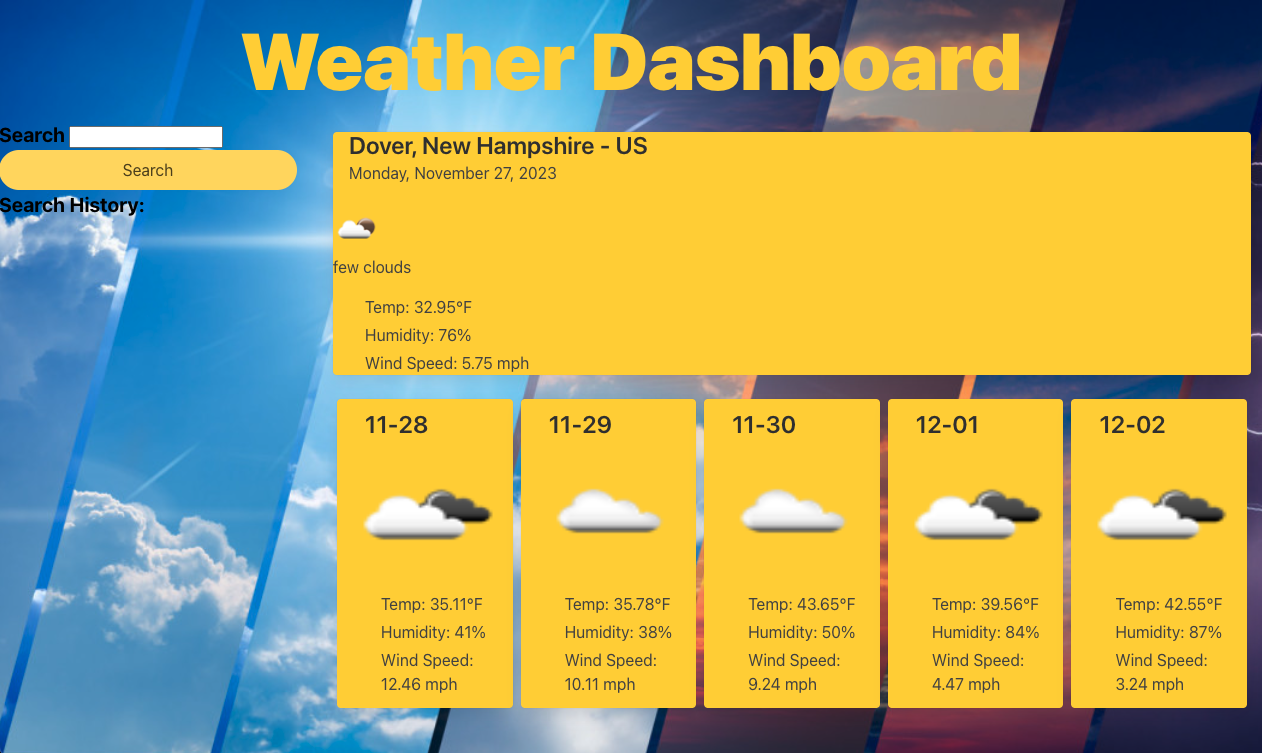 Weather Dashboard
Search
Search
Search History:
Dover, New Hampshire - US
Monday, November 27, 2023
few clouds
Temp: 32.95°F
Humidity: 76%
Wind Speed: 5.75 mph
11-28
Temp: 35.11°F
Humidity: 41%
Wind Speed:
12.46 mph
11-29
Temp: 35.78°F
Humidity: 38%
Wind Speed:
10.11 mph
11-30
Temp: 43.65°F
Humidity: 50%
Wind Speed:
9.24 mph
12-01
Temp: 39.56°F
Humidity: 84%
Wind Speed:
4.47 mph
12-02
Temp: 42.55°F
Humidity: 87%
Wind Speed:
3.24 mph